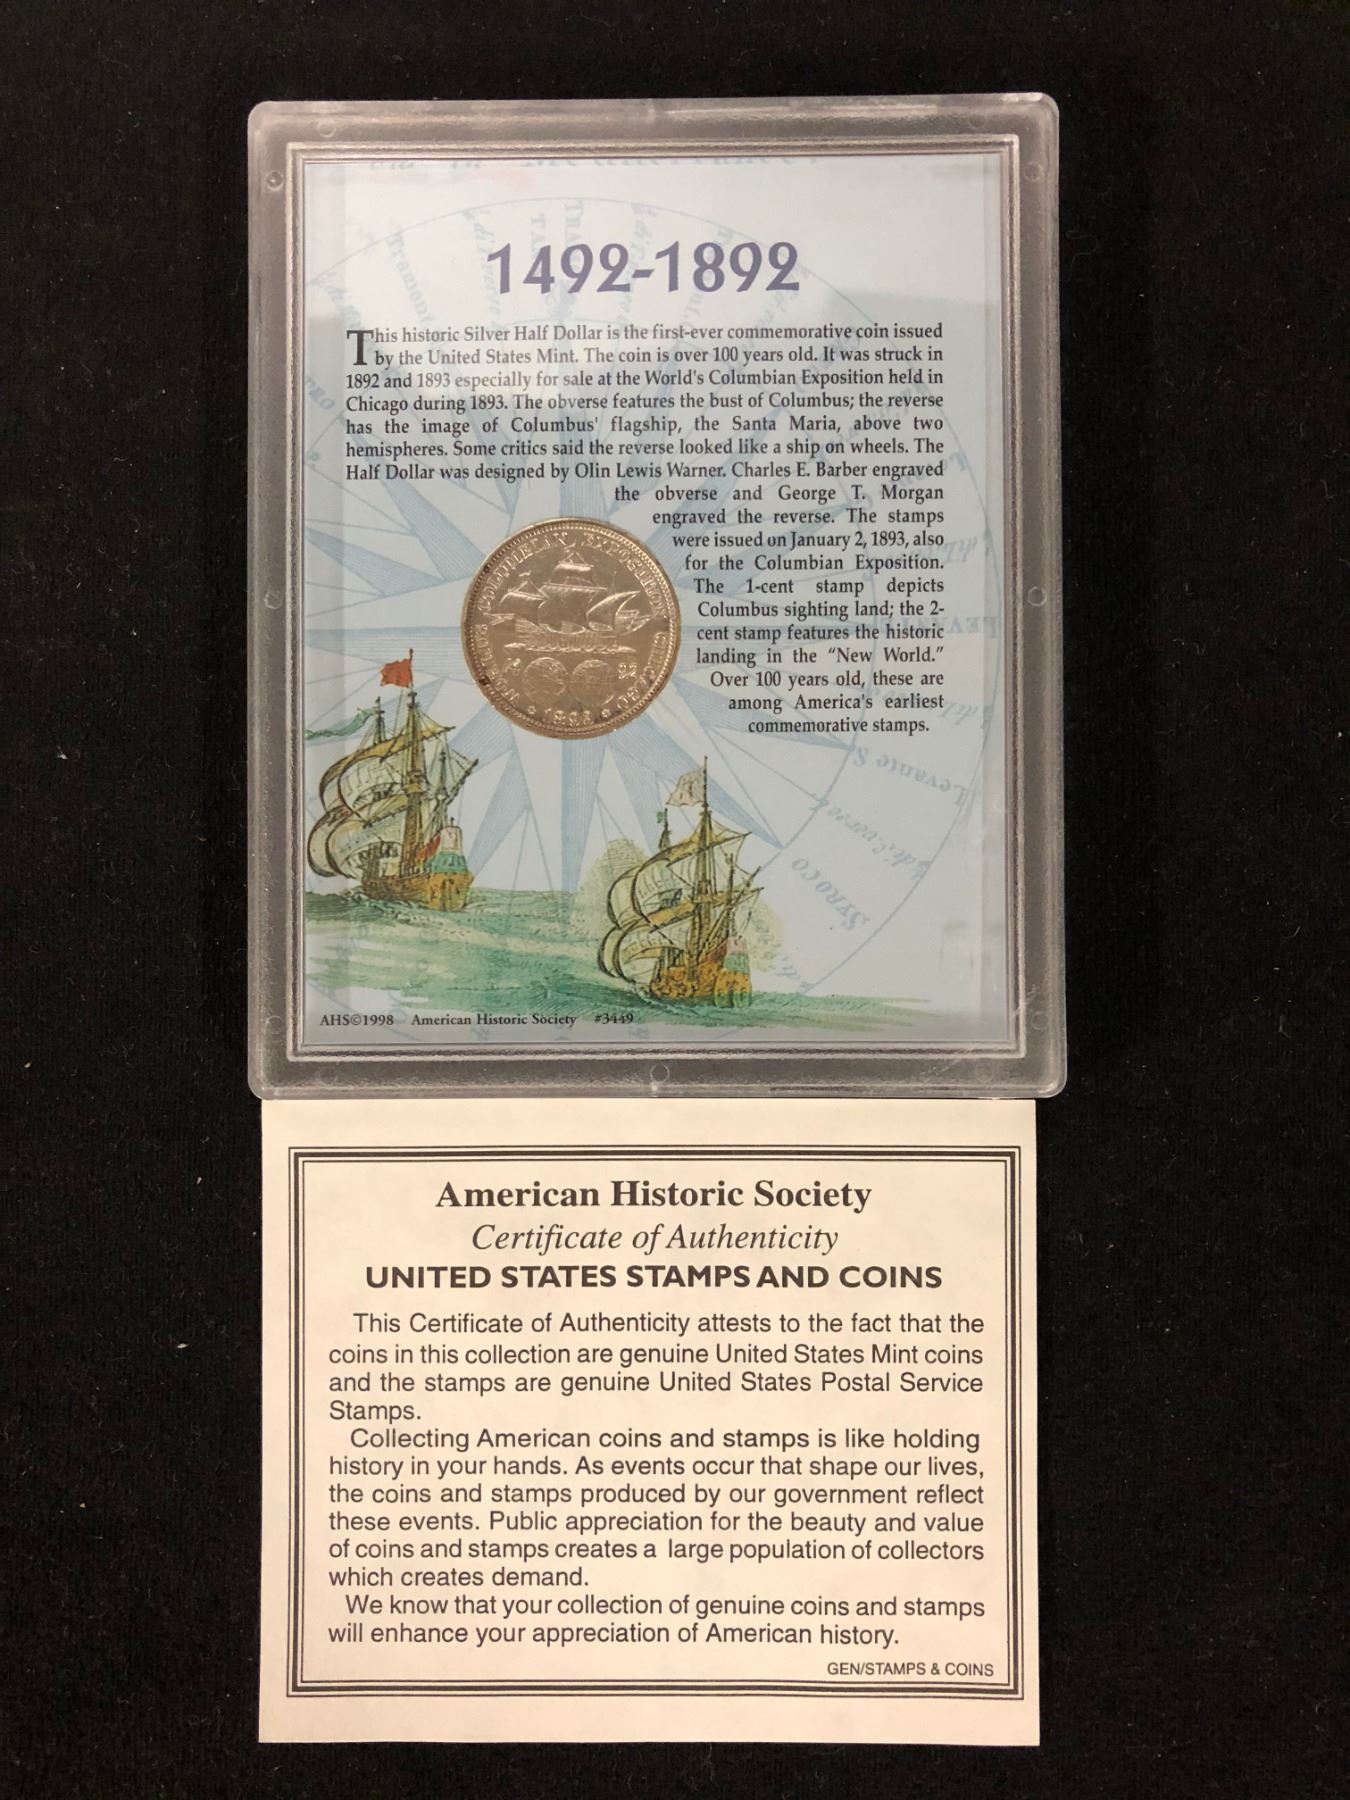 1492-1892
This historic Silver Half Dollar is the first-ever commemorative coin issued
by the United States Mint. The coin is over 100 years old. It was struck in
1892 and 1893 especially for sale at the World's Columbian Exposition held in
Chicago during 1893. The obverse features the bust of Columbus; the reverse
has the image of Columbus' flagship, the Santa Maria, above two
hemispheres. Some critics said the reverse looked like a ship on wheels. The
Half Dollar was designed by Olin Lewis Warner. Charles E. Barber engraved
the obverse and George T. Morgan
engraved the reverse. The stamps
were issued on January 2, 1893, also
for the Columbian Exposition.
The 1-cent stamp depicts
Columbus sighting land; the 2-
cent stamp features the historic
landing in the "New World."
Over 100 years old, these are
among America's earliest
commemorative stamps.
WORLD'S COLUMBIAN EXPOSITION CHICAGO
14 92
SYROCO
Levante S
LEVANTE
Tramont
AHS©1998 American Historic Society #3449
American Historic Society
Certificate of Authenticity
UNITED STATES STAMPS AND COINS
This Certificate of Authenticity attests to the fact that the
coins in this collection are genuine United States Mint coins
and the stamps are genuine United States Postal Service
Stamps.
Collecting American coins and stamps is like holding
history in your hands. As events occur that shape our lives,
the coins and stamps produced by our government reflect
these events. Public appreciation for the beauty and value
of coins and stamps creates a large population of collectors
which creates demand.
We know that your collection of genuine coins and stamps
will enhance your appreciation of American history.
GEN/STAMPS & COINS